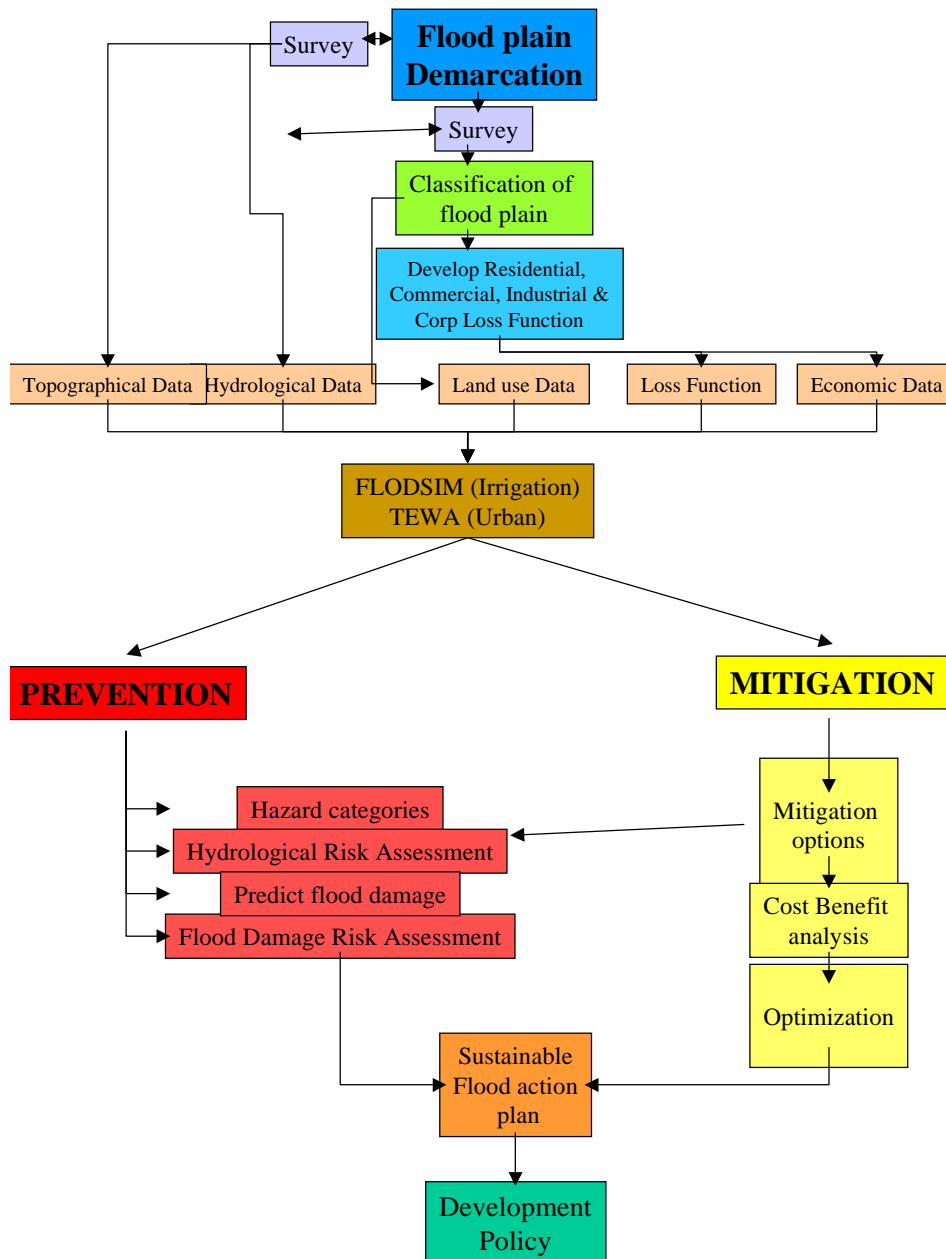 Survey
Flood plain
Demarcation
Survey
Classification of
flood plain
Develop Residential,
Commercial, Industrial &
Corp Loss Function
Topographical Data
Hydrological Data
Land use Data
Loss Function
Economic Data
FLODSIM (Irrigation)
TEWA (Urban)
PREVENTION
MITIGATION
Hazard categories
Hydrological Risk Assessment
Predict flood damage
Flood Damage Risk Assessment
Mitigation
options
Cost Benefit
analysis
Optimization
Sustainable
Flood action
plan
Development
Policy